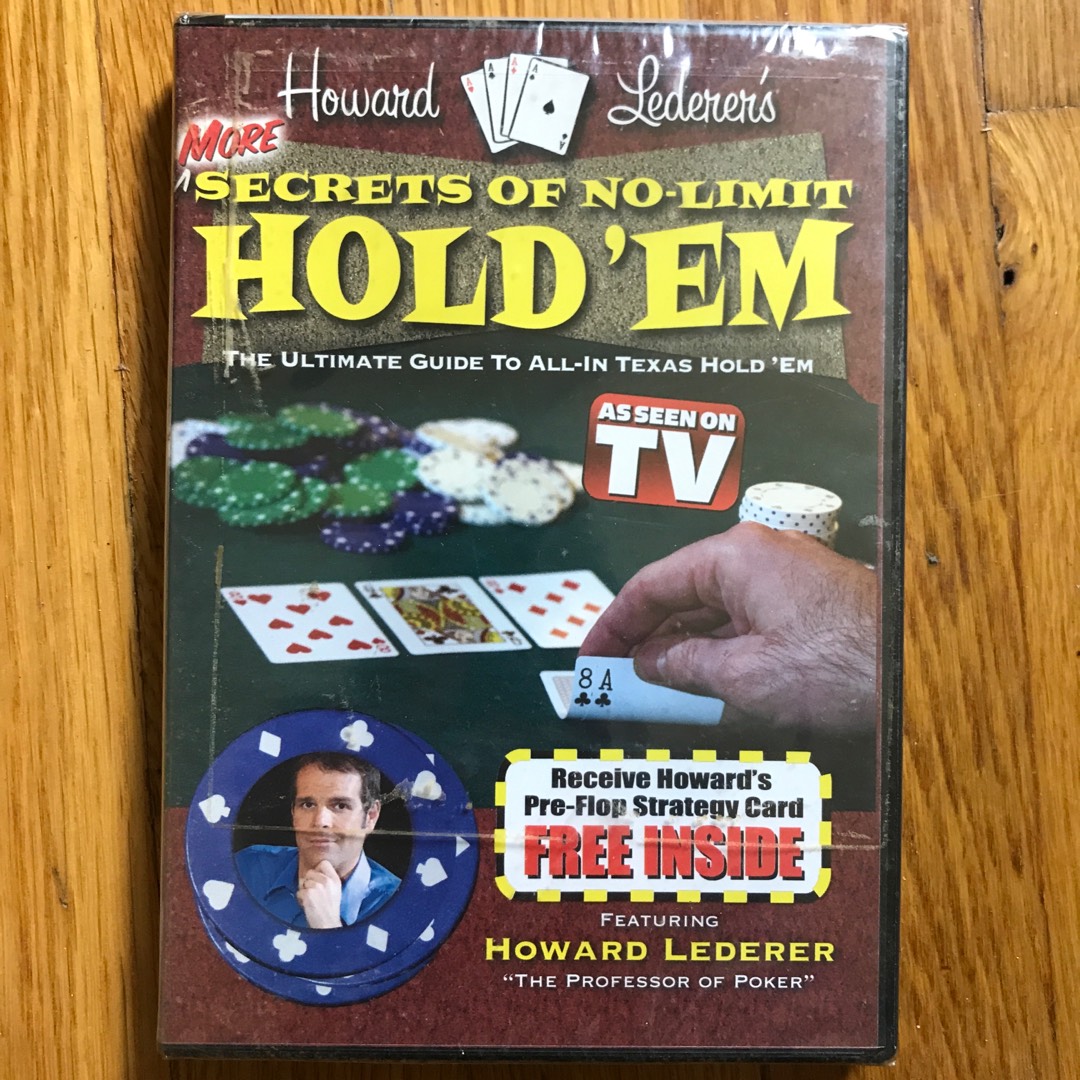 Howard Lederer's
MORE
SECRETS OF NO-LIMIT
HOLD 'EM
THE ULTIMATE GUIDE TO ALL-IN TEXAS HOLD 'EM
AS SEEN ON
TV
8 A
Receive Howard's
Pre-Flop Strategy Card
FREE INSIDE
FEATURING
HOWARD LEDERER
"THE PROFESSOR OF POKER"